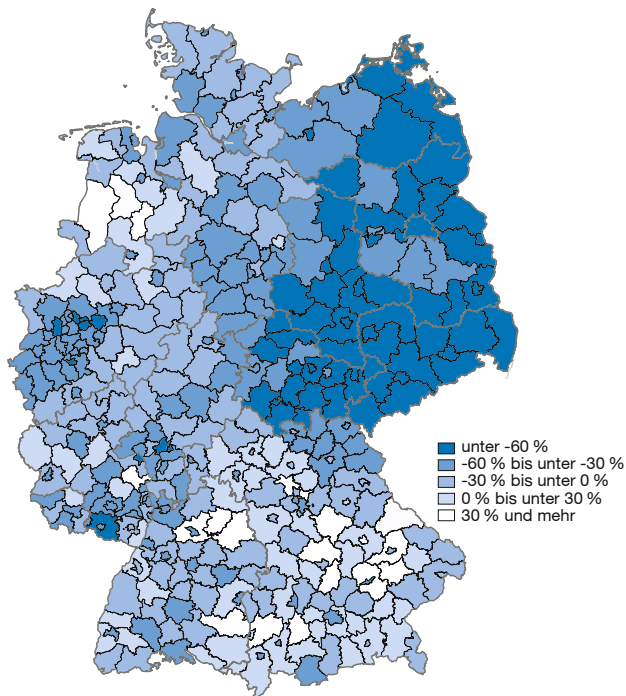 unter -60 %
-60 % bis unter -30 %
-30 % bis unter 0 %
0 % bis unter 30 %
30 % und mehr